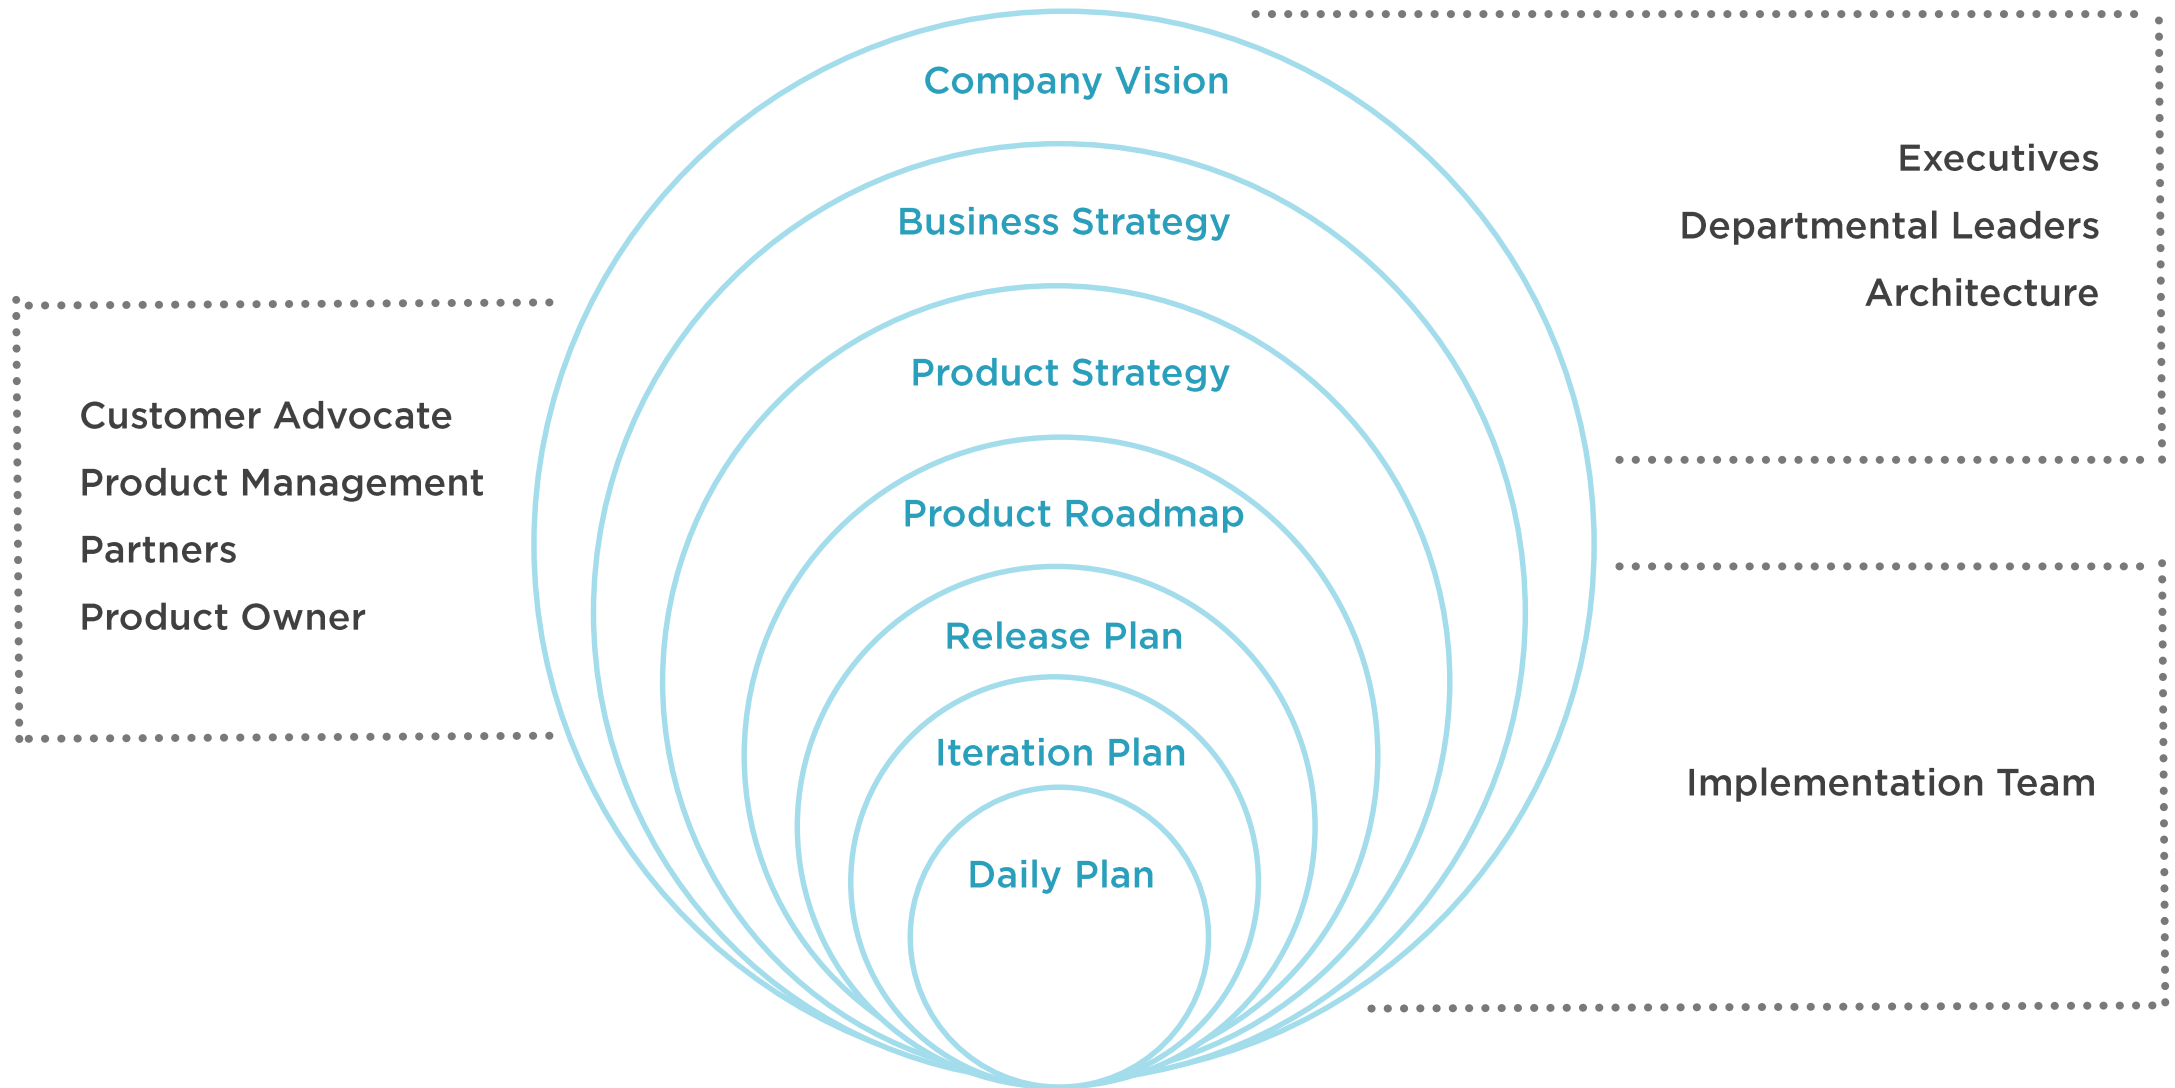 Company Vision
Business Strategy
Product Strategy
Product Roadmap
Release Plan
Iteration Plan
Daily Plan
Customer Advocate
Product Management
Partners
Product Owner
Executives
Departmental Leaders
Architecture
Implementation Team